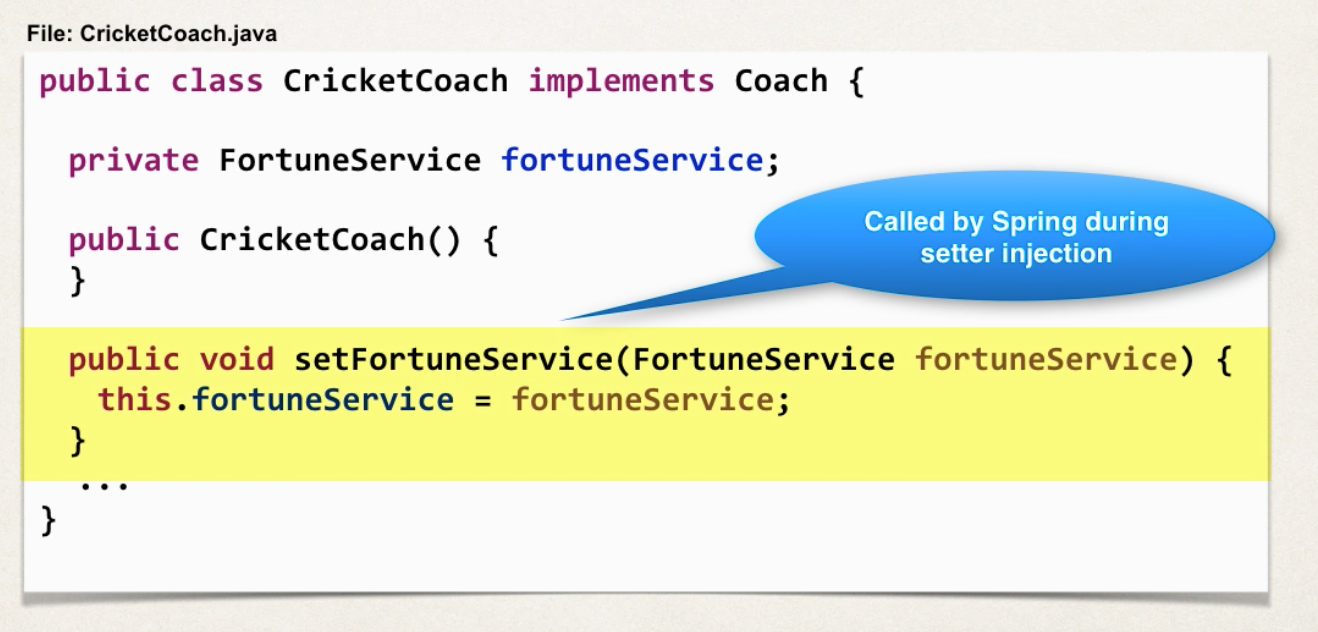 File: CricketCoach.java
public class CricketCoach implements Coach {
private FortuneService fortuneService;
public CricketCoach() {
}
Called by Spring during
setter injection
public void setFortuneService(FortuneService fortuneService) {
this.fortuneService = fortuneService;
}
...
}